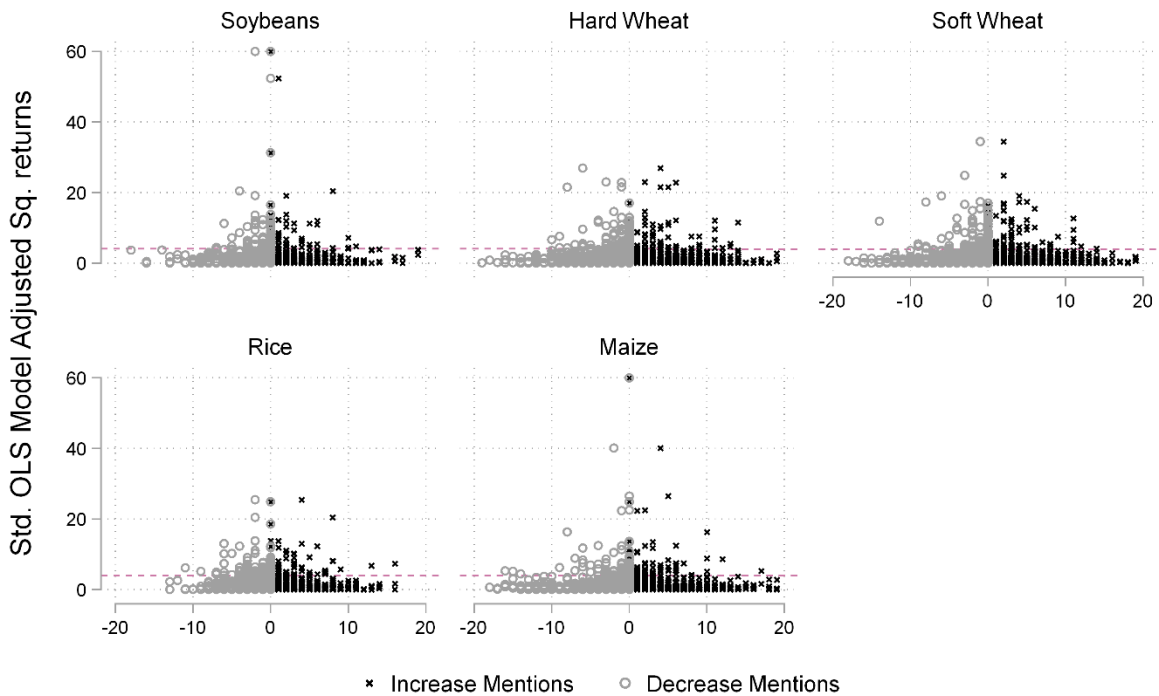 Soybeans
Hard Wheat
Soft Wheat
Std. OLS Model Adjusted Sq. returns
60
40
20
0
-20 -10 0 10 20
Rice
Maize
60
40
20
0
-20 -10 0 10 20
-20 -10 0 10 20
Increase Mentions
Decrease Mentions